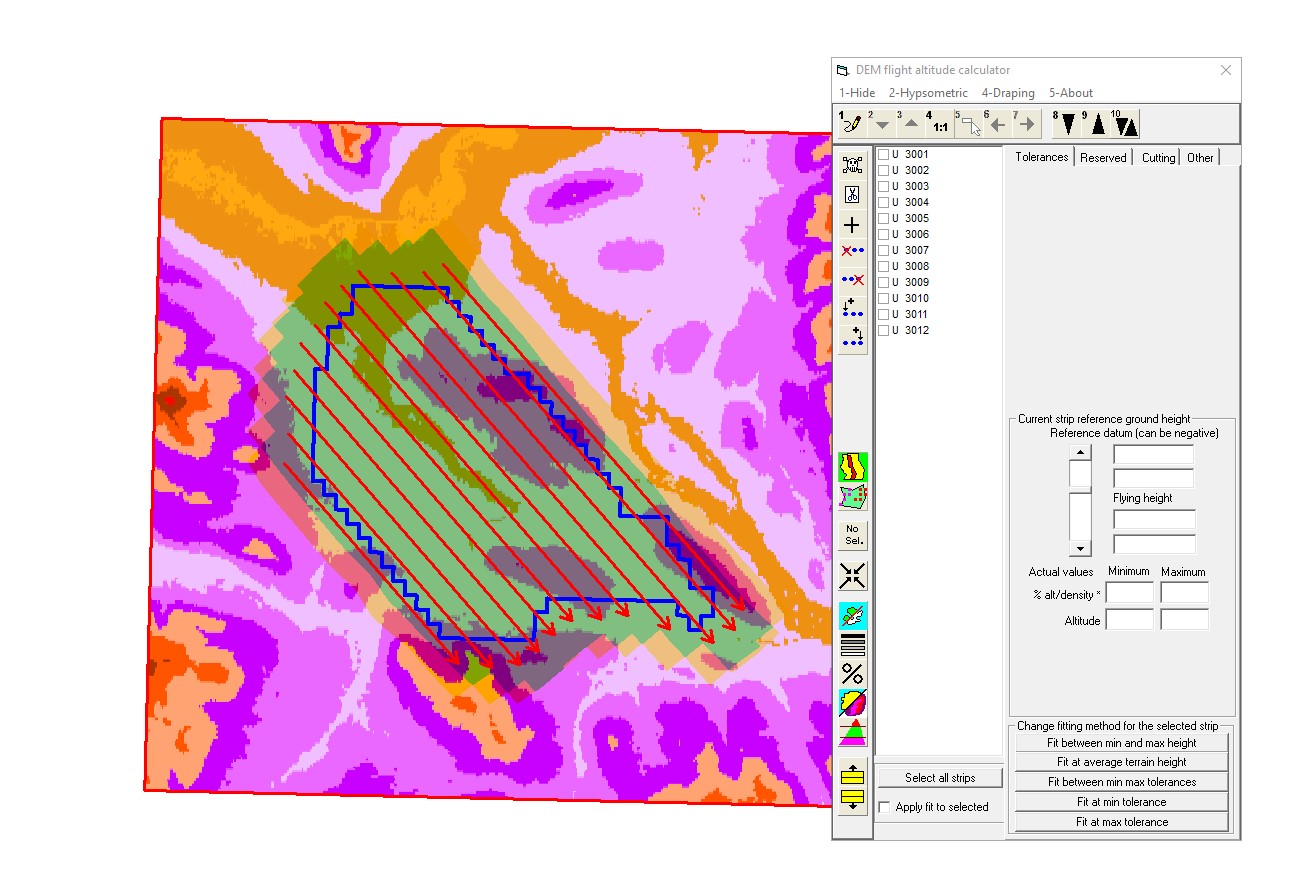 DEM flight altitude calculator
1-Hide 2-Hypsometric 4-Draping 5-About
1 2 3 4 1:1 5 6 7 8 9 10
Tolerances Reserved Cutting Other
U 3001
U 3002
U 3003
U 3004
U 3005
U 3006
U 3007
U 3008
U 3009
U 3010
U 3011
U 3012
Current strip reference ground height
Reference datum (can be negative)
Flying height
No
Sel.
Actual values Minimum Maximum
% alt/density *
Altitude
%
Change fitting method for the selected strip
Fit between min and max height
Fit at average terrain height
Fit between min max tolerances
Fit at min tolerance
Fit at max tolerance
Select all strips
Apply fit to selected